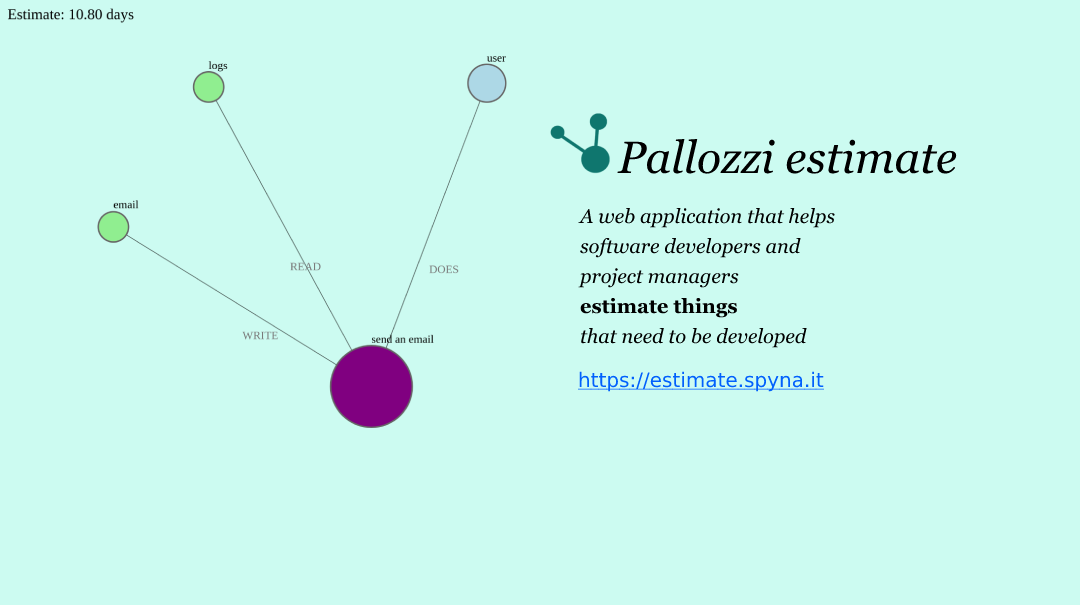 Estimate: 10.80 days
logs
user
email
READ
DOES
WRITE
send an email
Pallozzi estimate
A web application that helps
software developers and
project managers
estimate things
that need to be developed
https://estimate.spyna.it